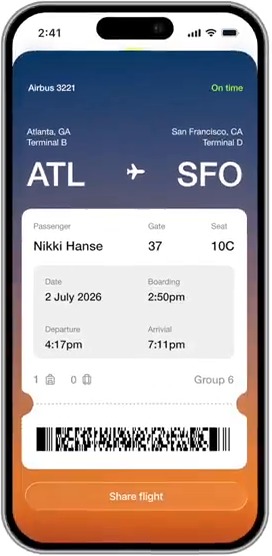 2:41
Airbus 3221 On time
Atlanta, GA San Francisco, CA
Terminal B Terminal D
ATL SFO
Passenger Gate Seat
Nikki Hanse 37 10C
Date Boarding
2 July 2026 2:50pm
Departure Arrivial
4:17pm 7:11pm
1 0 Group 6
Share flight